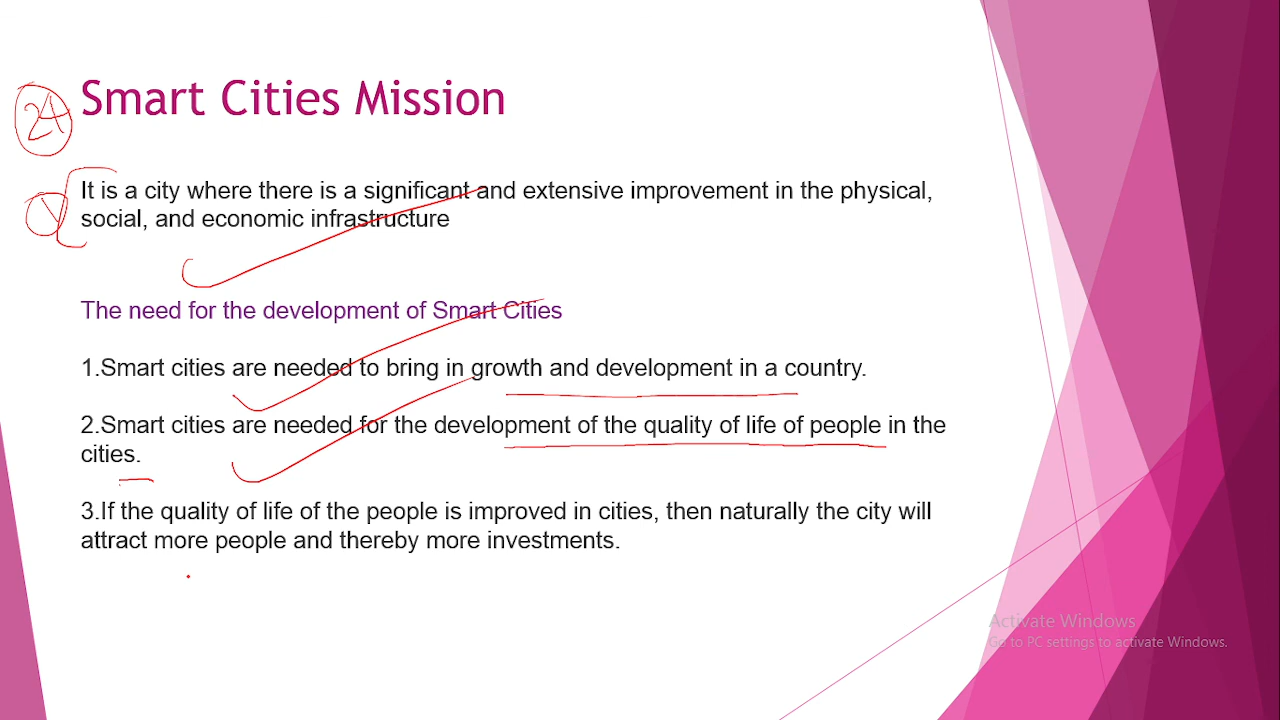 24
Smart Cities Mission
It is a city where there is a significant and extensive improvement in the physical,
social, and economic infrastructure
The need for the development of Smart Cities
1.Smart cities are needed to bring in growth and development in a country.
2.Smart cities are needed for the development of the quality of life of people in the
cities.
3.If the quality of life of the people is improved in cities, then naturally the city will
attract more people and thereby more investments.
Activate Windows
Go to PC settings to activate Windows.